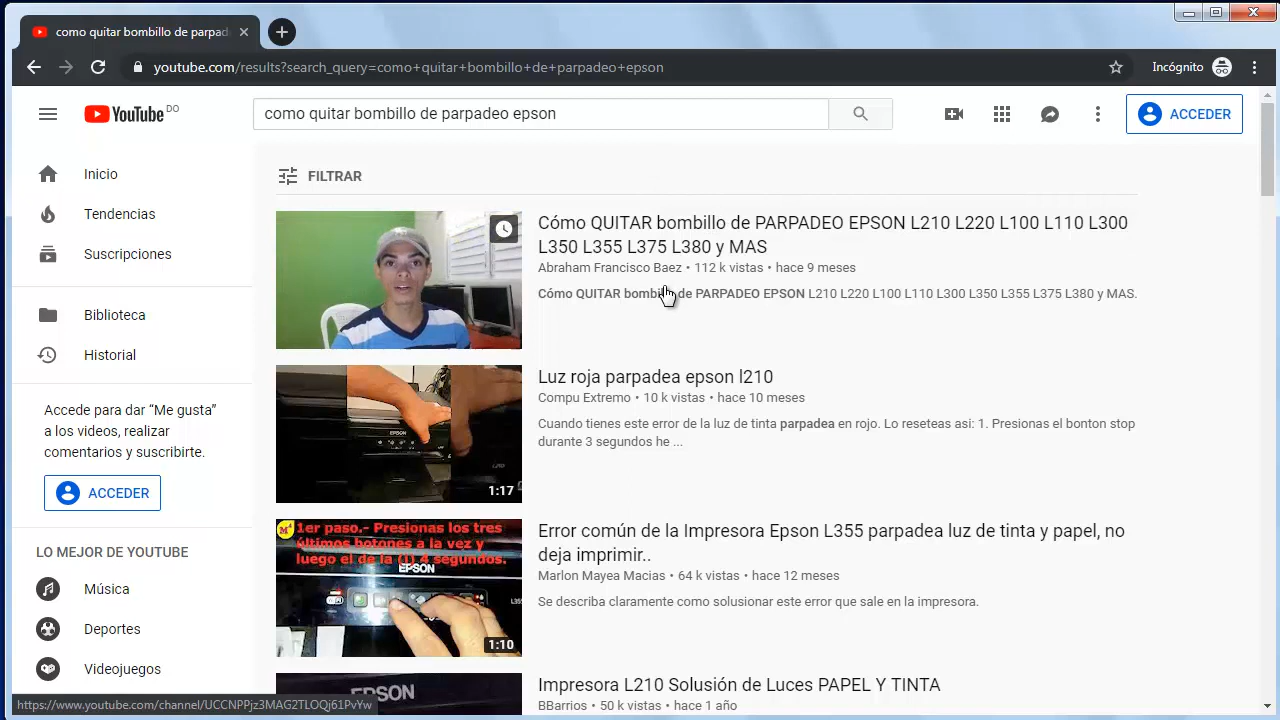 como quitar bombillo de parpad
youtube.com/results?search_query=como+quitar+bombillo+de+parpadeo+epson
Incógnito
YouTube DO
como quitar bombillo de parpadeo epson
ACCEDER
Inicio
Tendencias
Suscripciones
Biblioteca
Historial
Accede para dar “Me gusta”
a los videos, realizar
comentarios y suscribirte.
ACCEDER
LO MEJOR DE YOUTUBE
Música
Deportes
Videojuegos
FILTRAR
Cómo QUITAR bombillo de PARPADEO EPSON L210 L220 L100 L110 L300
L350 L355 L375 L380 y MAS
Abraham Francisco Baez • 112 k vistas • hace 9 meses
Cómo QUITAR bombillo de PARPADEO EPSON L210 L220 L100 L110 L300 L350 L355 L375 L380 y MAS.
EPSON
1:17
Luz roja parpadea epson l210
Compu Extremo • 10 k vistas • hace 10 meses
Cuando tienes este error de la luz de tinta parpadea en rojo. Lo reseteas asi: 1. Presionas el bonton stop
durante 3 segundos he ...
1er paso.- Presionas los tres
últimos botones a la vez y
luego el de la (I) 4 segundos.
EPSON
1:10
Error común de la Impresora Epson L355 parpadea luz de tinta y papel, no
deja imprimir..
Marlon Mayea Macias • 64 k vistas • hace 12 meses
Se describa claramente como solusionar este error que sale en la impresora.
EPSON
Impresora L210 Solución de Luces PAPEL Y TINTA
BBarrios • 50 k vistas • hace 1 año
https://www.youtube.com/channel/UCCNPPjz3MAG2TLOQj61PvYw